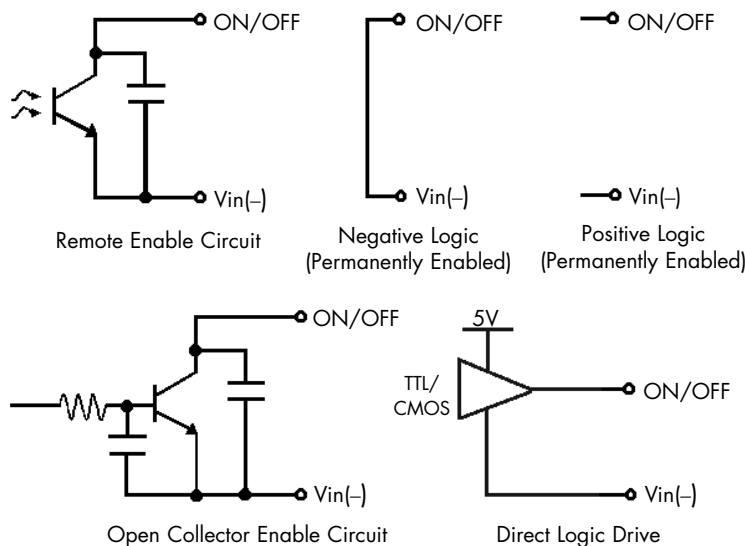 ON/OFF
Vin(–)
Remote Enable Circuit
ON/OFF
Vin(–)
Negative Logic
(Permanently Enabled)
ON/OFF
Vin(–)
Positive Logic
(Permanently Enabled)
ON/OFF
Vin(–)
Open Collector Enable Circuit
5V
TTL/
CMOS
ON/OFF
Vin(–)
Direct Logic Drive